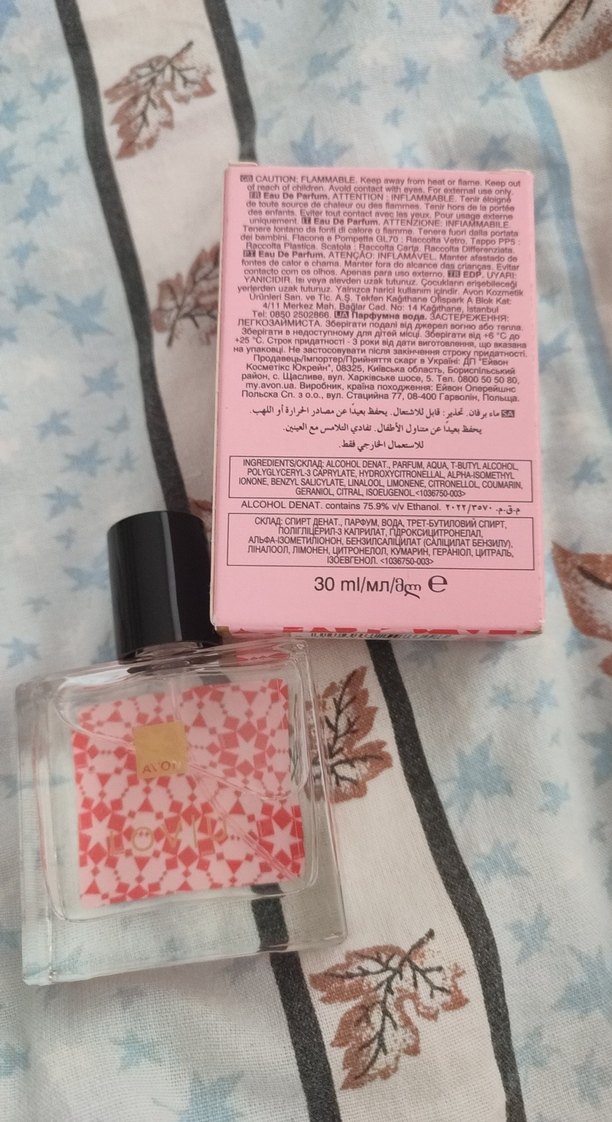 GB CAUTION: FLAMMABLE. Keep away from heat or flame. Keep out
of reach of children. Avoid contact with eyes. For external use only.
FR Eau De Parfum. ATTENTION : INFLAMMABLE. Tenir éloigné
de toute source de chaleur ou des flammes. Tenir hors de la portée
des enfants. Eviter tout contact avec les yeux. Pour usage externe
uniquement. IT Eau De Parfum. ATTENZIONE: INFIAMMABILE.
Tenere lontano da fonti di calore o fiamme. Tenere fuori dalla portata
dei bambini. Flacone e Pompetta GL70 : Raccolta Vetro. Tappo PP5 :
Raccolta Plastica. Scatola : Raccolta Carta. Raccolta Differenziata.
PT Eau De Parfum. ATENÇÃO: INFLAMÁVEL. Manter afastado de
fontes de calor e chama. Manter fora do alcance das crianças. Evitar
contacto com os olhos. Apenas para uso externo. TR EDP. UYARI:
YANICIDIR. Isı veya alevden uzak tutunuz. Çocukların erişebileceği
yerlerden uzak tutunuz. Yalnızca harici kullanım içindir. Avon Kozmetik
Ürünleri San. ve Tic. A.Ş. Tekfen Kağıthane Ofispark A Blok Kat:
4/11 Merkez Mah. Bağlar Cad. No: 14 Kağıthane, İstanbul
Tel: 0850 2502866. UA Парфумна вода. ЗАСТЕРЕЖЕННЯ:
ЛЕГКОЗАЙМИСТА. Зберігати подалі від джерел вогню або тепла.
Зберігати в недоступному для дітей місці. Зберігати від +6 °C до
+25 °C. Строк придатності - 3 роки від дати виготовлення, що вказана
на упаковці. Не застосовувати після закінчення строку придатності.
Продавець/Імпортер/Прийняття скарг в Україні: ДП "Ейвон
Косметікс Юкрейн", 08325, Київська область, Бориспільський
район, с. Щасливе, вул. Харківське шосе, 5. Тел. 0800 50 50 80,
my.avon.ua. Виробник, країна походження: Ейвон Оперейшнс
Польска Сп. з о.о., вул. Стаційна 77, 08-400 Гарволін, Польща.
SA ماء برفان. تحذير: قابل للاشتعال. يحفظ بعيدًا عن مصادر الحرارة أو اللهب.
يحفظ بعيدًا عن متناول الأطفال. تفادي التلامس مع العينين.
للاستعمال الخارجي فقط.
INGREDIENTS/СКЛАД: ALCOHOL DENAT., PARFUM, AQUA, T-BUTYL ALCOHOL,
POLYGLYCERYL-3 CAPRYLATE, HYDROXYCITRONELLAL, ALPHA-ISOMETHYL
IONONE, BENZYL SALICYLATE, LINALOOL, LIMONENE, CITRONELLOL, COUMARIN,
GERANIOL, CITRAL, ISOEUGENOL.<1036750-003>
ALCOHOL DENAT. contains 75.9% v/v Ethanol. م.ق.م. ٢٠٢٢/٣٥٧٠
СКЛАД: СПИРТ ДЕНАТ., ПАРФУМ, ВОДА, ТРЕТ-БУТИЛОВИЙ СПИРТ,
ПОЛІГЛІЦЕРИЛ-3 КАПРИЛАТ, ГІДРОКСИЦИТРОНЕЛАЛ,
АЛЬФА-ІЗОМЕТИЛІОНОН, БЕНЗИЛСАЛІЦИЛАТ (САЛІЦИЛАТ БЕНЗИЛУ),
ЛІНАЛООЛ, ЛІМОНЕН, ЦИТРОНЕЛОЛ, КУМАРИН, ГЕРАНІОЛ, ЦИТРАЛЬ,
ІЗОЕВГЕНОЛ. <1036750-003>
30 ml/мл/მლ ℮
AVON
LOV|U